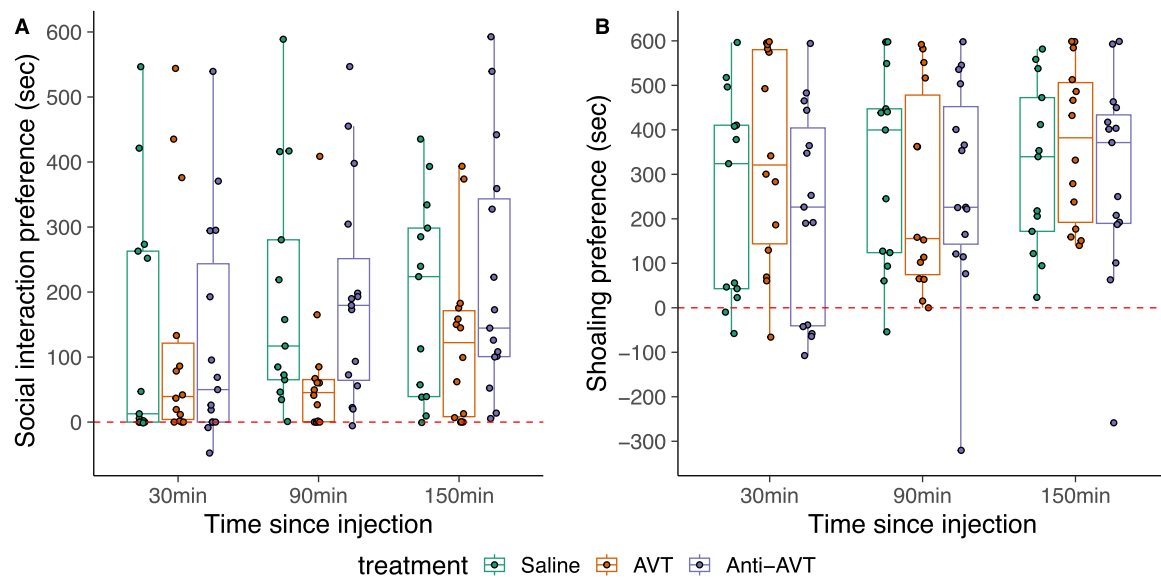 A
Social interaction preference (sec)
600
500
400
300
200
100
0
30min
90min
150min
Time since injection
B
Shoaling preference (sec)
600
500
400
300
200
100
0
−100
−200
−300
30min
90min
150min
Time since injection
treatment Saline AVT Anti−AVT